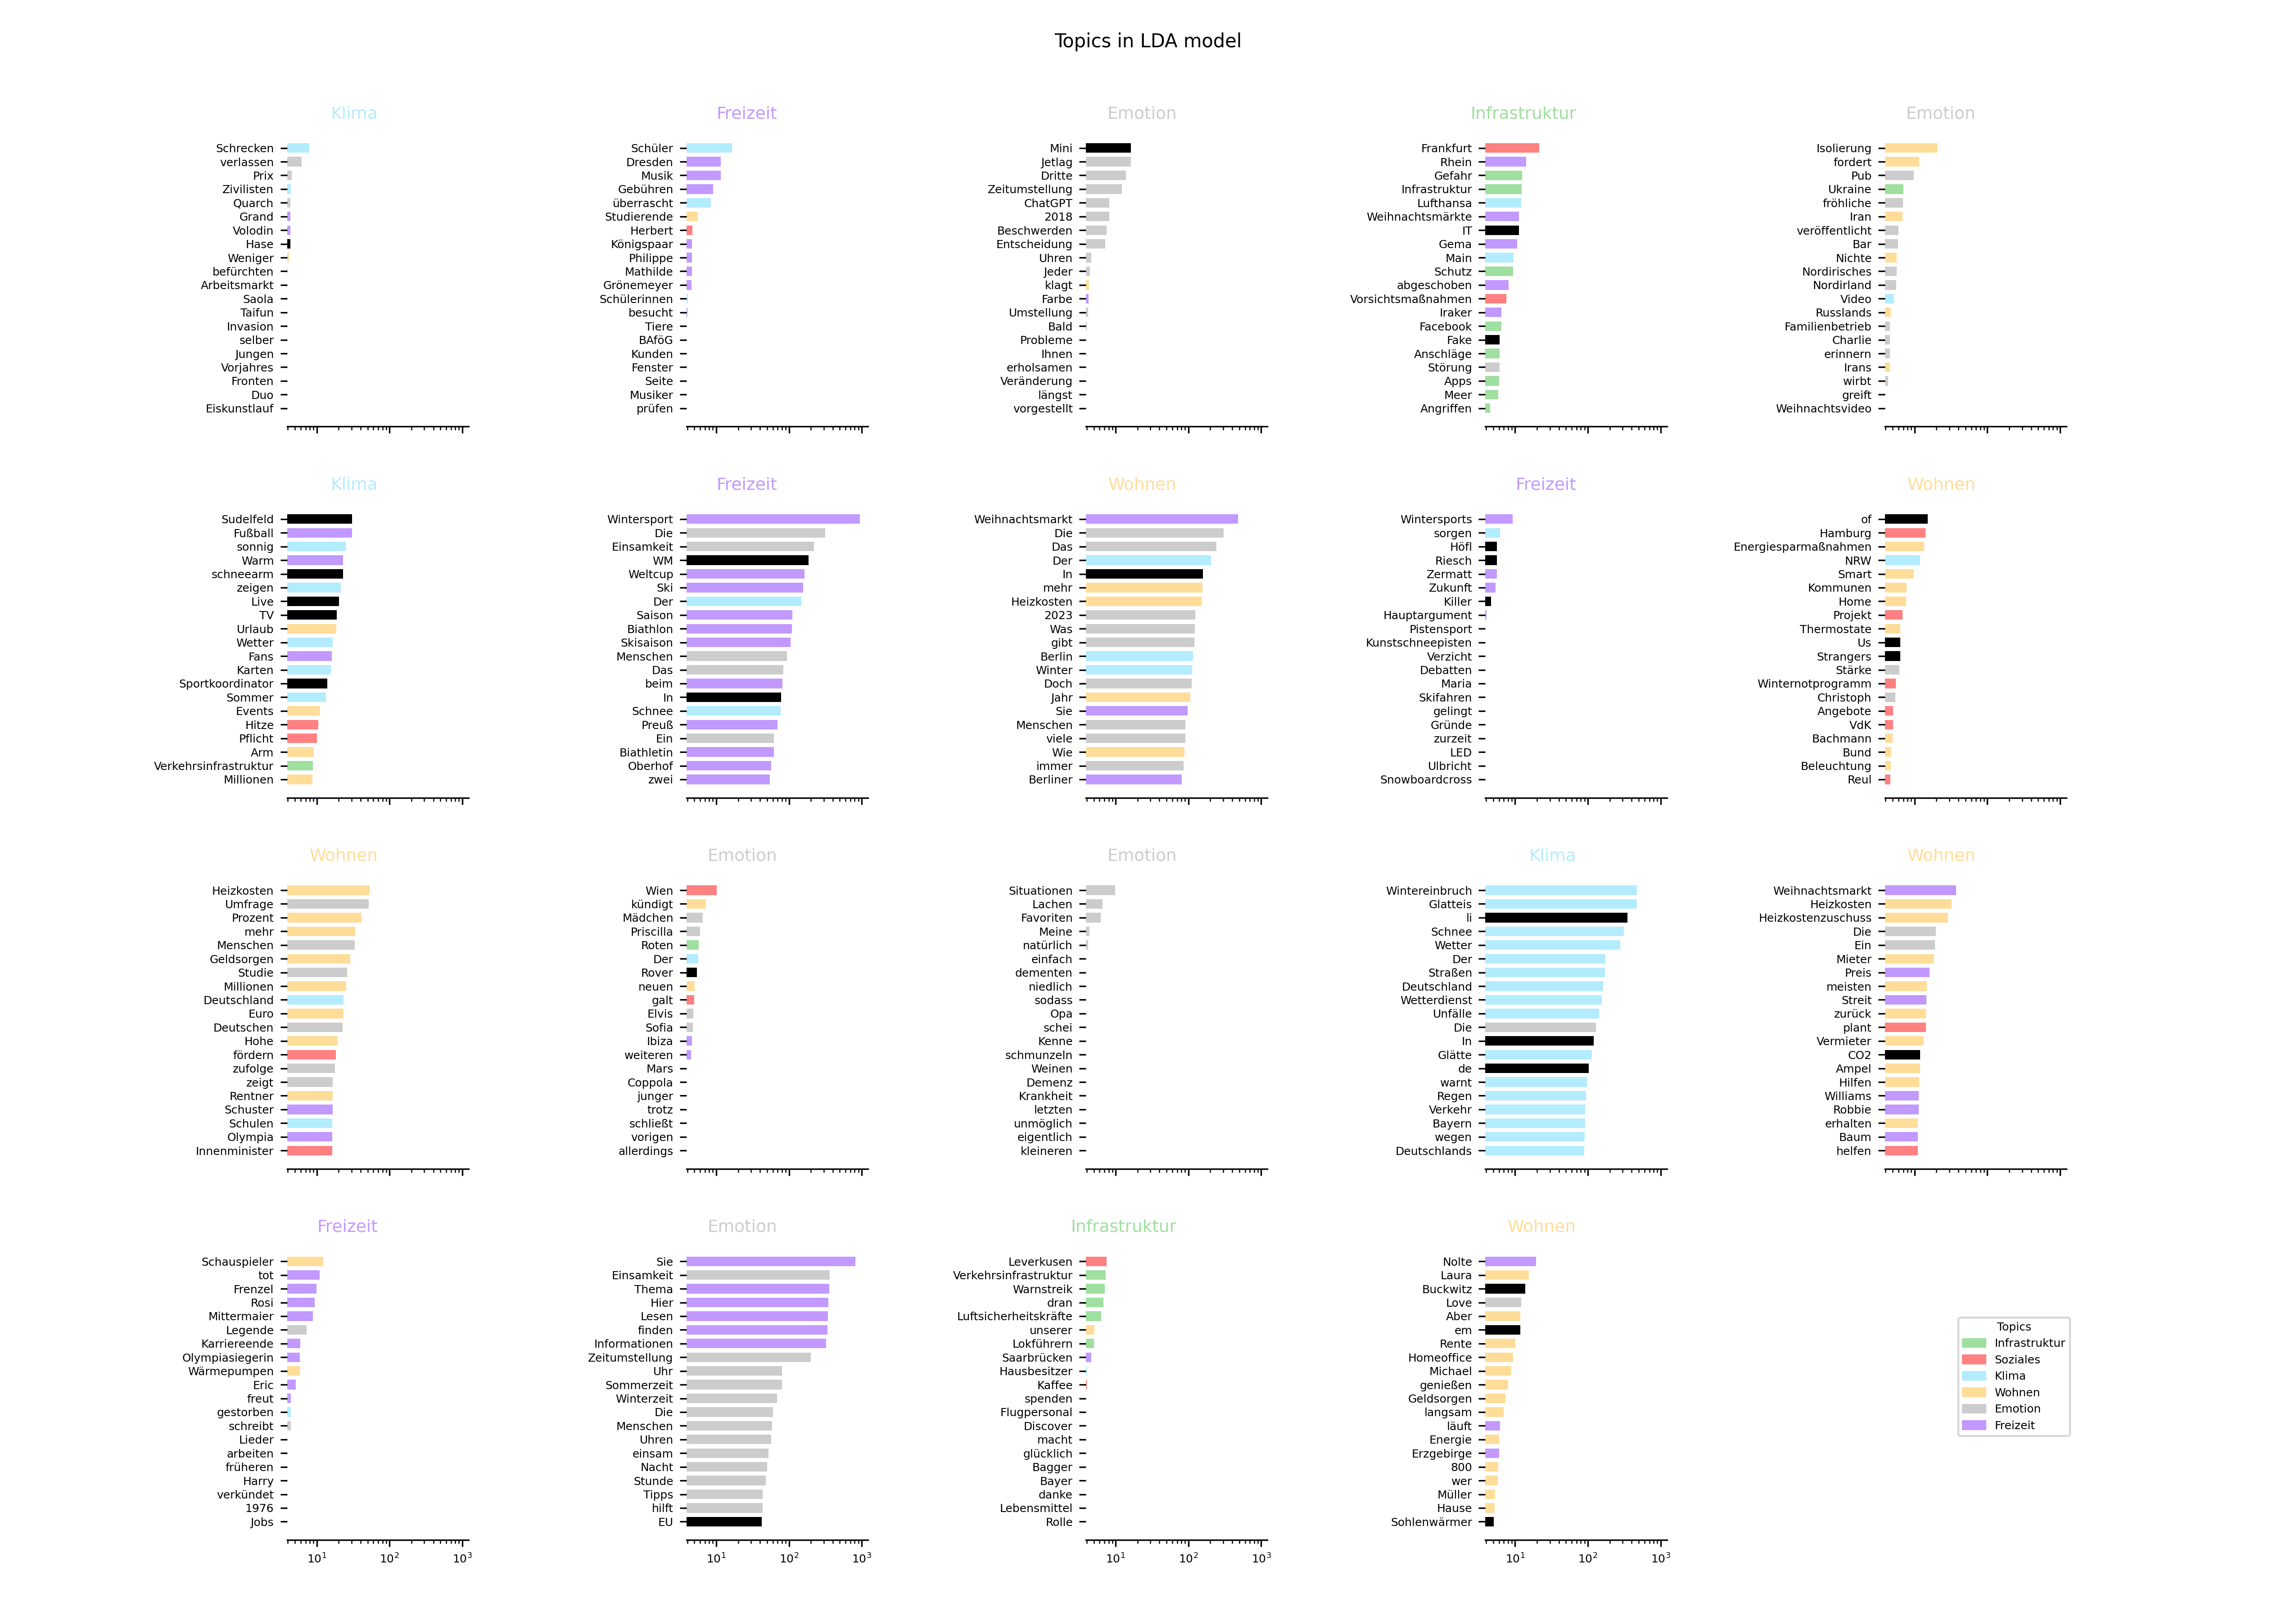 Topics in LDA model
Klima
Schrecken
verlassen
Prix
Zivilisten
Quarch
Grand
Volodin
Hase
Weniger
befürchten
Arbeitsmarkt
Saola
Taifun
Invasion
selber
Jungen
Vorjahres
Fronten
Duo
Eiskunstlauf
Freizeit
Schüler
Dresden
Musik
Gebühren
überrascht
Studierende
Herbert
Königspaar
Philippe
Mathilde
Grönemeyer
Schülerinnen
besucht
Tiere
BAföG
Kunden
Fenster
Seite
Musiker
prüfen
Emotion
Mini
Jetlag
Dritte
Zeitumstellung
ChatGPT
2018
Beschwerden
Entscheidung
Uhren
Jeder
klagt
Farbe
Umstellung
Bald
Probleme
Ihnen
erholsamen
Veränderung
längst
vorgestellt
Infrastruktur
Frankfurt
Rhein
Gefahr
Infrastruktur
Lufthansa
Weihnachtsmärkte
IT
Gema
Main
Schutz
abgeschoben
Vorsichtsmaßnahmen
Iraker
Facebook
Fake
Anschläge
Störung
Apps
Meer
Angriffen
Emotion
Isolierung
fordert
Pub
Ukraine
fröhliche
Iran
veröffentlicht
Bar
Nichte
Nordirisches
Nordirland
Video
Russlands
Familienbetrieb
Charlie
erinnern
Irans
wirbt
greift
Weihnachtsvideo
Klima
Sudelfeld
Fußball
sonnig
Warm
schneearm
zeigen
Live
TV
Urlaub
Wetter
Fans
Karten
Sportkoordinator
Sommer
Events
Hitze
Pflicht
Arm
Verkehrsinfrastruktur
Millionen
Freizeit
Wintersport
Die
Einsamkeit
WM
Weltcup
Ski
Der
Saison
Biathlon
Skisaison
Menschen
Das
beim
In
Schnee
Preuß
Ein
Biathletin
Oberhof
zwei
Wohnen
Weihnachtsmarkt
Die
Das
Der
In
mehr
Heizkosten
2023
Was
gibt
Berlin
Winter
Doch
Jahr
Sie
Menschen
viele
Wie
immer
Berliner
Freizeit
Wintersports
sorgen
Höfl
Riesch
Zermatt
Zukunft
Killer
Hauptargument
Pistensport
Kunstschneepisten
Verzicht
Debatten
Maria
Skifahren
gelingt
Gründe
zurzeit
LED
Ulbricht
Snowboardcross
Wohnen
of
Hamburg
Energiesparmaßnahmen
NRW
Smart
Kommunen
Home
Projekt
Thermostate
Us
Strangers
Stärke
Winternotprogramm
Christoph
Angebote
VdK
Bachmann
Bund
Beleuchtung
Reul
Wohnen
Heizkosten
Umfrage
Prozent
mehr
Menschen
Geldsorgen
Studie
Millionen
Deutschland
Euro
Deutschen
Hohe
fördern
zufolge
zeigt
Rentner
Schuster
Schulen
Olympia
Innenminister
Emotion
Wien
kündigt
Mädchen
Priscilla
Roten
Der
Rover
neuen
galt
Elvis
Sofia
Ibiza
weiteren
Mars
Coppola
junger
trotz
schließt
vorigen
allerdings
Emotion
Situationen
Lachen
Favoriten
Meine
natürlich
einfach
dementen
niedlich
sodass
Opa
schei
Kenne
schmunzeln
Weinen
Demenz
Krankheit
letzten
unmöglich
eigentlich
kleineren
Klima
Wintereinbruch
Glatteis
li
Schnee
Wetter
Der
Straßen
Deutschland
Wetterdienst
Unfälle
Die
In
Glätte
de
warnt
Regen
Verkehr
Bayern
wegen
Deutschlands
Wohnen
Weihnachtsmarkt
Heizkosten
Heizkostenzuschuss
Die
Ein
Mieter
Preis
meisten
Streit
zurück
plant
Vermieter
CO2
Ampel
Hilfen
Williams
Robbie
erhalten
Baum
helfen
Freizeit
Schauspieler
tot
Frenzel
Rosi
Mittermaier
Legende
Karriereende
Olympiasiegerin
Wärmepumpen
Eric
freut
gestorben
schreibt
Lieder
arbeiten
früheren
Harry
verkündet
1976
Jobs
10¹ 10² 10³
Emotion
Sie
Einsamkeit
Thema
Hier
Lesen
finden
Informationen
Zeitumstellung
Uhr
Sommerzeit
Winterzeit
Die
Menschen
Uhren
einsam
Nacht
Stunde
Tipps
hilft
EU
10¹ 10² 10³
Infrastruktur
Leverkusen
Verkehrsinfrastruktur
Warnstreik
dran
Luftsicherheitskräfte
unserer
Lokführern
Saarbrücken
Hausbesitzer
Kaffee
spenden
Flugpersonal
Discover
macht
glücklich
Bagger
Bayer
danke
Lebensmittel
Rolle
10¹ 10² 10³
Wohnen
Nolte
Laura
Buckwitz
Love
Aber
em
Rente
Homeoffice
Michael
genießen
Geldsorgen
langsam
läuft
Energie
Erzgebirge
800
wer
Müller
Hause
Sohlenwärmer
10¹ 10² 10³
Topics
Infrastruktur
Soziales
Klima
Wohnen
Emotion
Freizeit